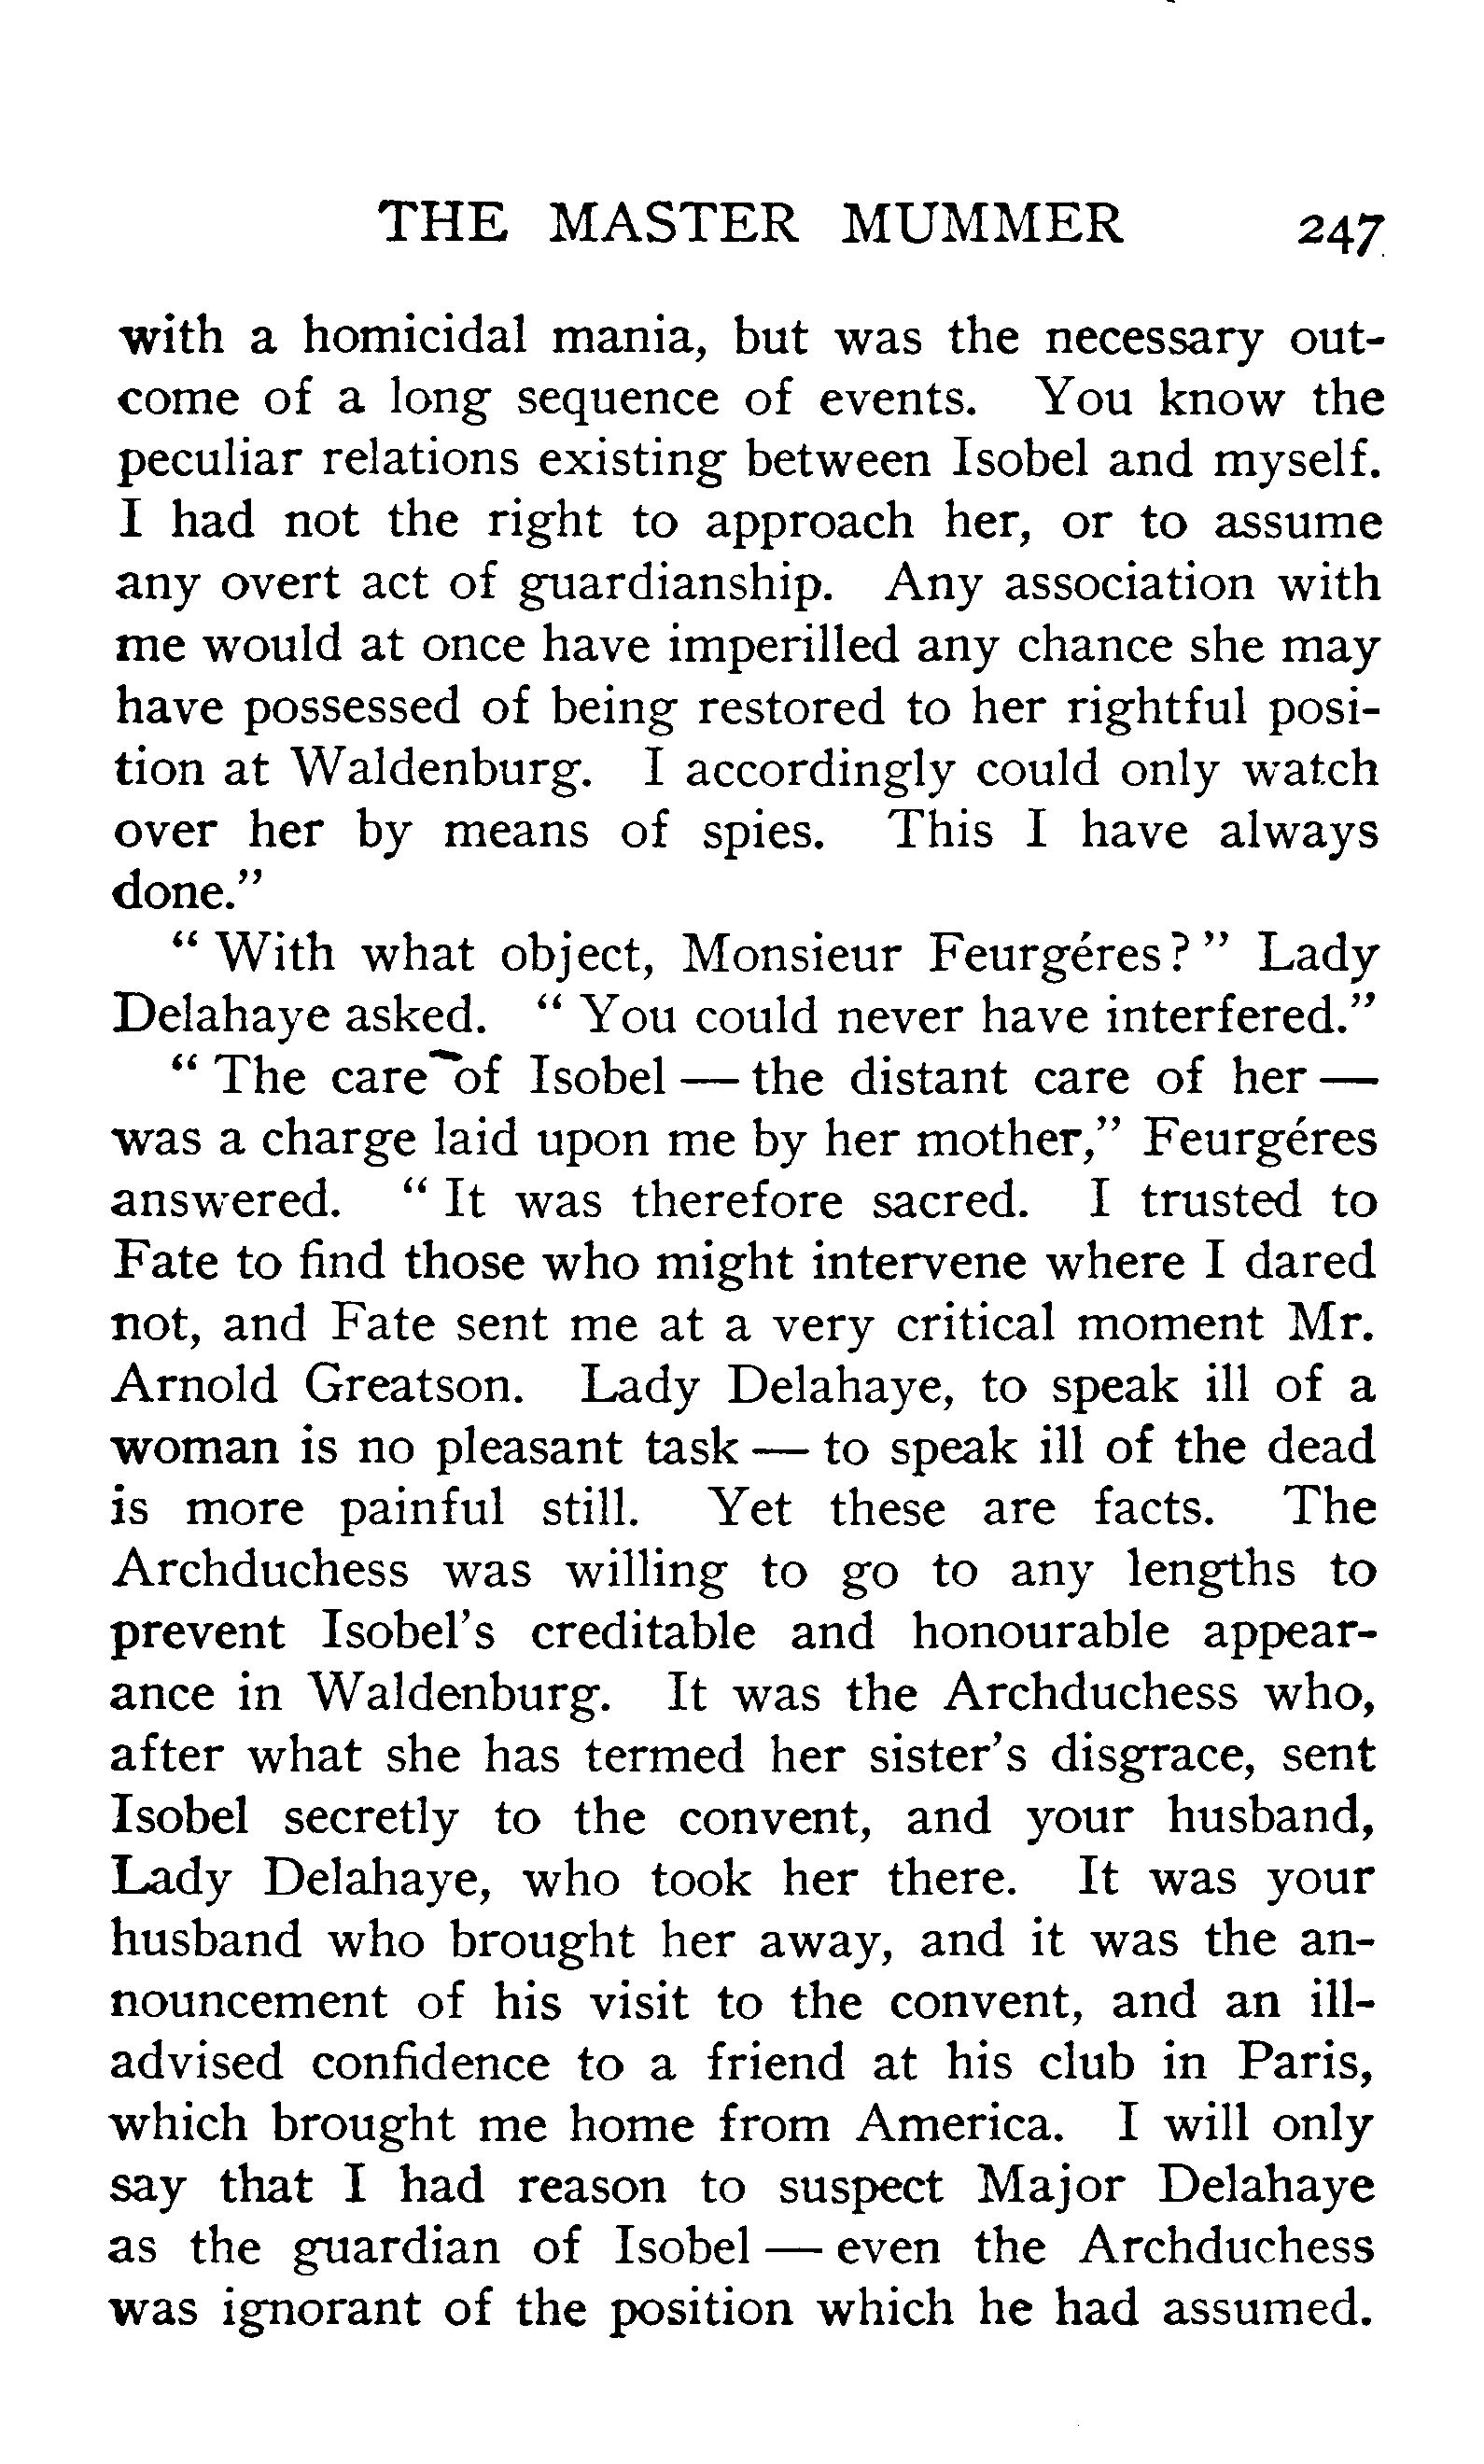 THE MASTER MUMMER 247
with a homicidal mania, but was the necessary out-
come of a long sequence of events. You know the
peculiar relations existing between Isobel and myself.
I had not the right to approach her, or to assume
any overt act of guardianship. Any association with
me would at once have imperilled any chance she may
have possessed of being restored to her rightful posi-
tion at Waldenburg. I accordingly could only watch
over her by means of spies. This I have always
done."
" With what object, Monsieur Feurgéres? " Lady
Delahaye asked. " You could never have interfered."
" The care of Isobel — the distant care of her —
was a charge laid upon me by her mother," Feurgéres
answered. " It was therefore sacred. I trusted to
Fate to find those who might intervene where I dared
not, and Fate sent me at a very critical moment Mr.
Arnold Greatson. Lady Delahaye, to speak ill of a
woman is no pleasant task — to speak ill of the dead
is more painful still. Yet these are facts. The
Archduchess was willing to go to any lengths to
prevent Isobel's creditable and honourable appear-
ance in Waldenburg. It was the Archduchess who,
after what she has termed her sister's disgrace, sent
Isobel secretly to the convent, and your husband,
Lady Delahaye, who took her there. It was your
husband who brought her away, and it was the an-
nouncement of his visit to the convent, and an ill-
advised confidence to a friend at his club in Paris,
which brought me home from America. I will only
say that I had reason to suspect Major Delahaye
as the guardian of Isobel — even the Archduchess
was ignorant of the position which he had assumed.